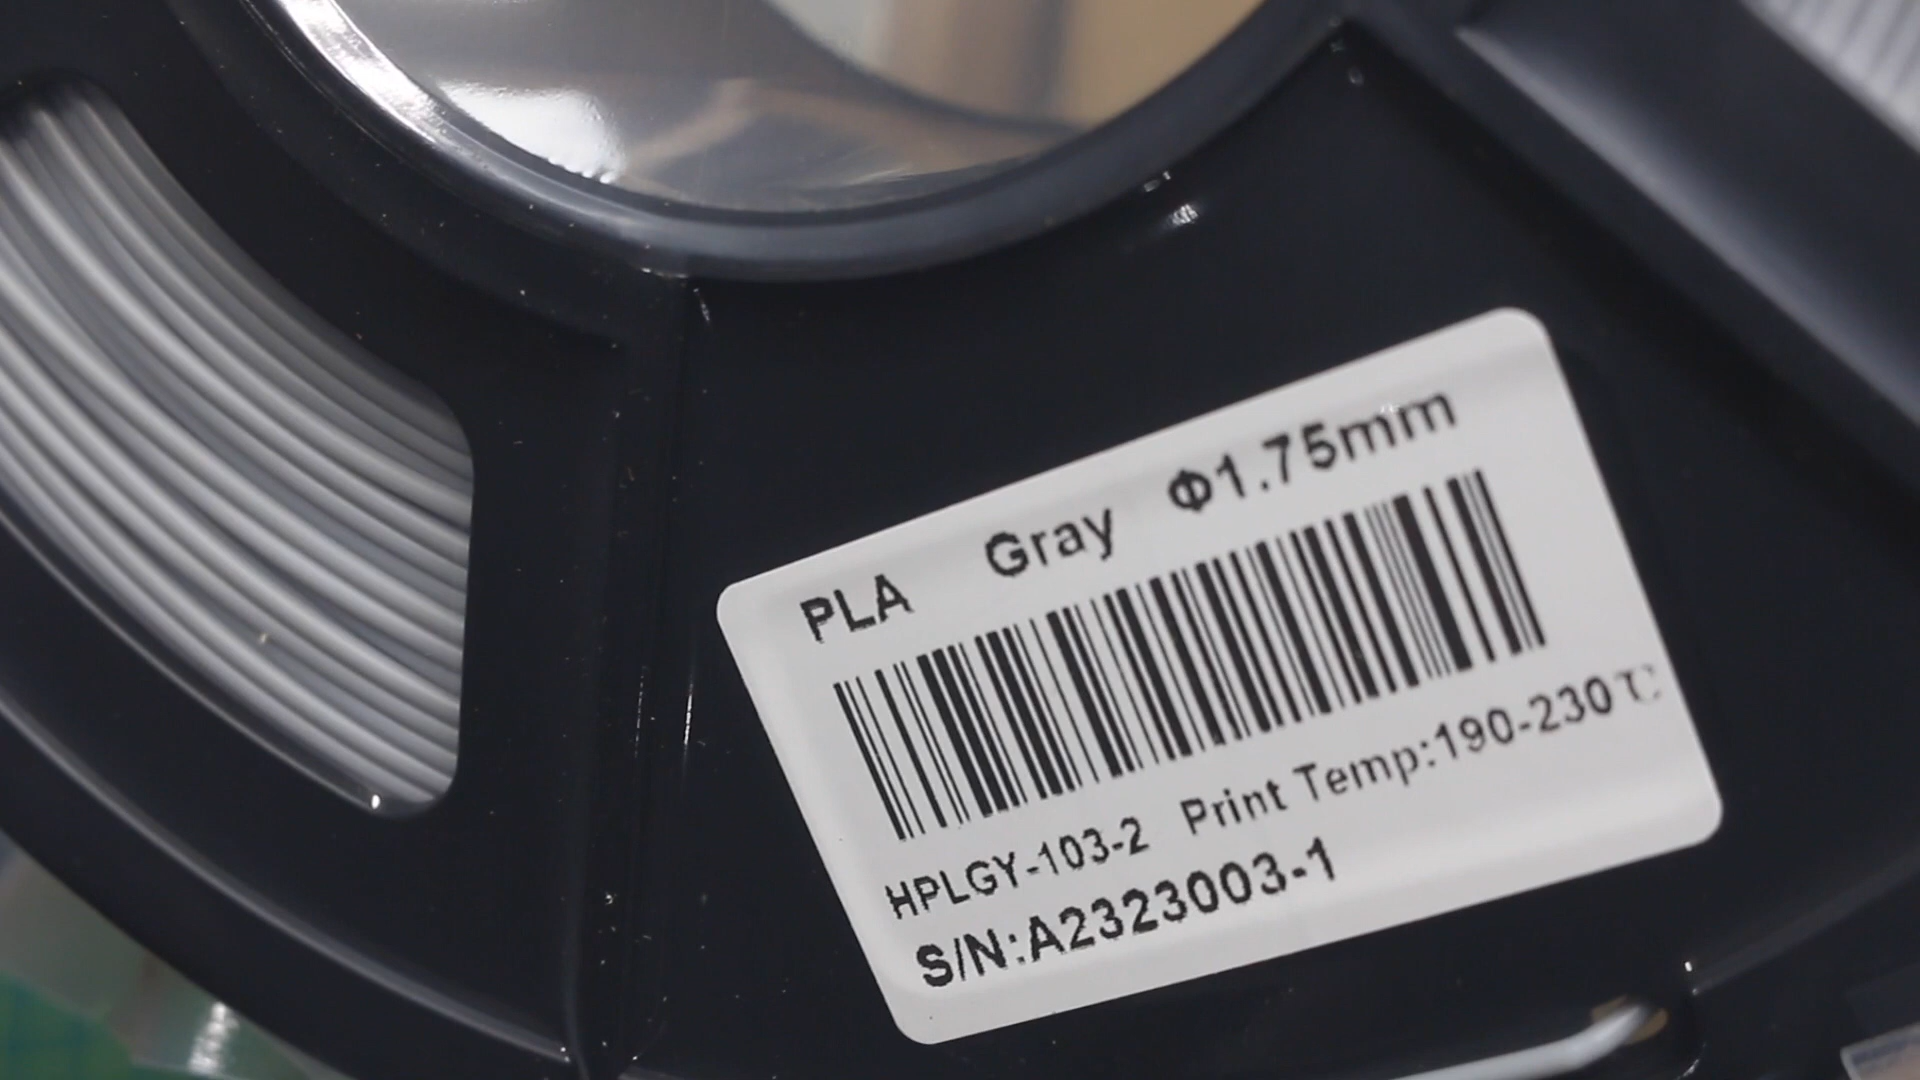 PLA Gray Φ1.75mm
HPLGY-103-2 Print Temp:190-230℃
S/N:A2323003-1